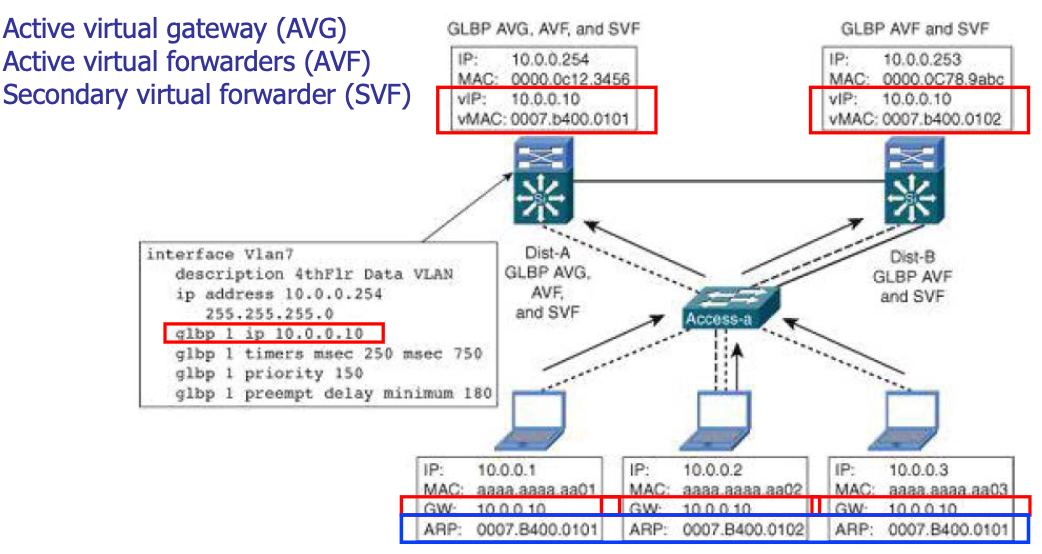 Active virtual gateway (AVG)
Active virtual forwarders (AVF)
Secondary virtual forwarder (SVF)
GLBP AVG, AVF, and SVF
IP: 10.0.0.254
MAC: 0000.0c12.3456
vIP: 10.0.0.10
vMAC: 0007.b400.0101
GLBP AVF and SVF
IP: 10.0.0.253
MAC: 0000.0C78.9abc
vIP: 10.0.0.10
vMAC: 0007.b400.0102
Si
Si
interface Vlan7
description 4thFlr Data VLAN
ip address 10.0.0.254
255.255.255.0
glbp 1 ip 10.0.0.10
glbp 1 timers msec 250 msec 750
glbp 1 priority 150
glbp 1 preempt delay minimum 180
Dist-A
GLBP AVG,
AVF,
and SVF
Dist-B
GLBP AVF
and SVF
Access-a
IP: 10.0.0.1
MAC: aaaa.aaaa.aa01
GW: 10.0.0.10
ARP: 0007.B400.0101
IP: 10.0.0.2
MAC: aaaa.aaaa.aa02
GW: 10.0.0.10
ARP: 0007.B400.0102
IP: 10.0.0.3
MAC: aaaa.aaaa.aa03
GW: 10.0.0.10
ARP: 0007.B400.0101